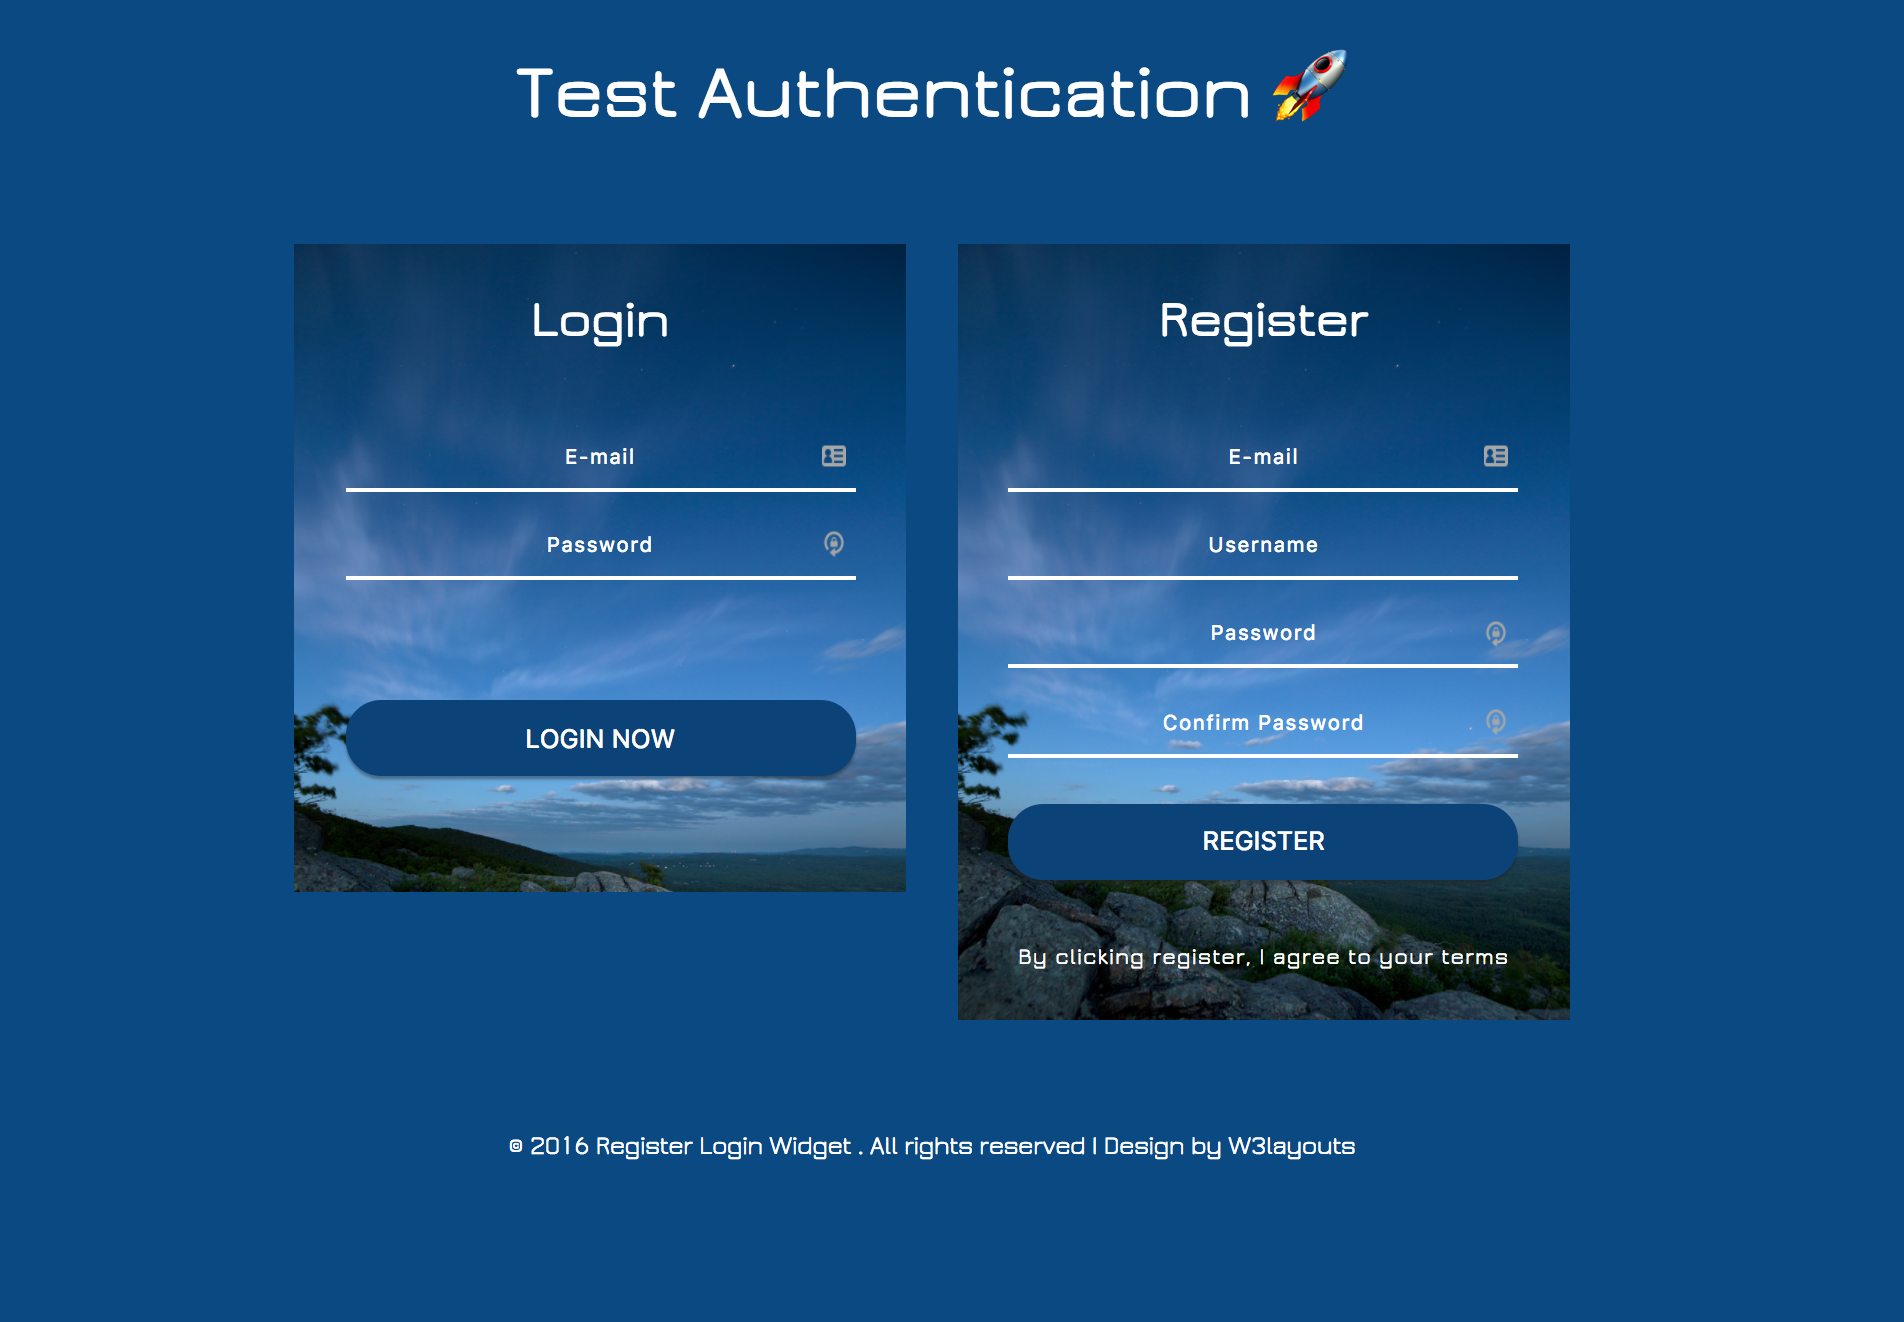 Test Authentication 🚀
Login
E-mail
Password
LOGIN NOW
Register
E-mail
Username
Password
Confirm Password
REGISTER
By clicking register, I agree to your terms
© 2016 Register Login Widget . All rights reserved | Design by W3layouts